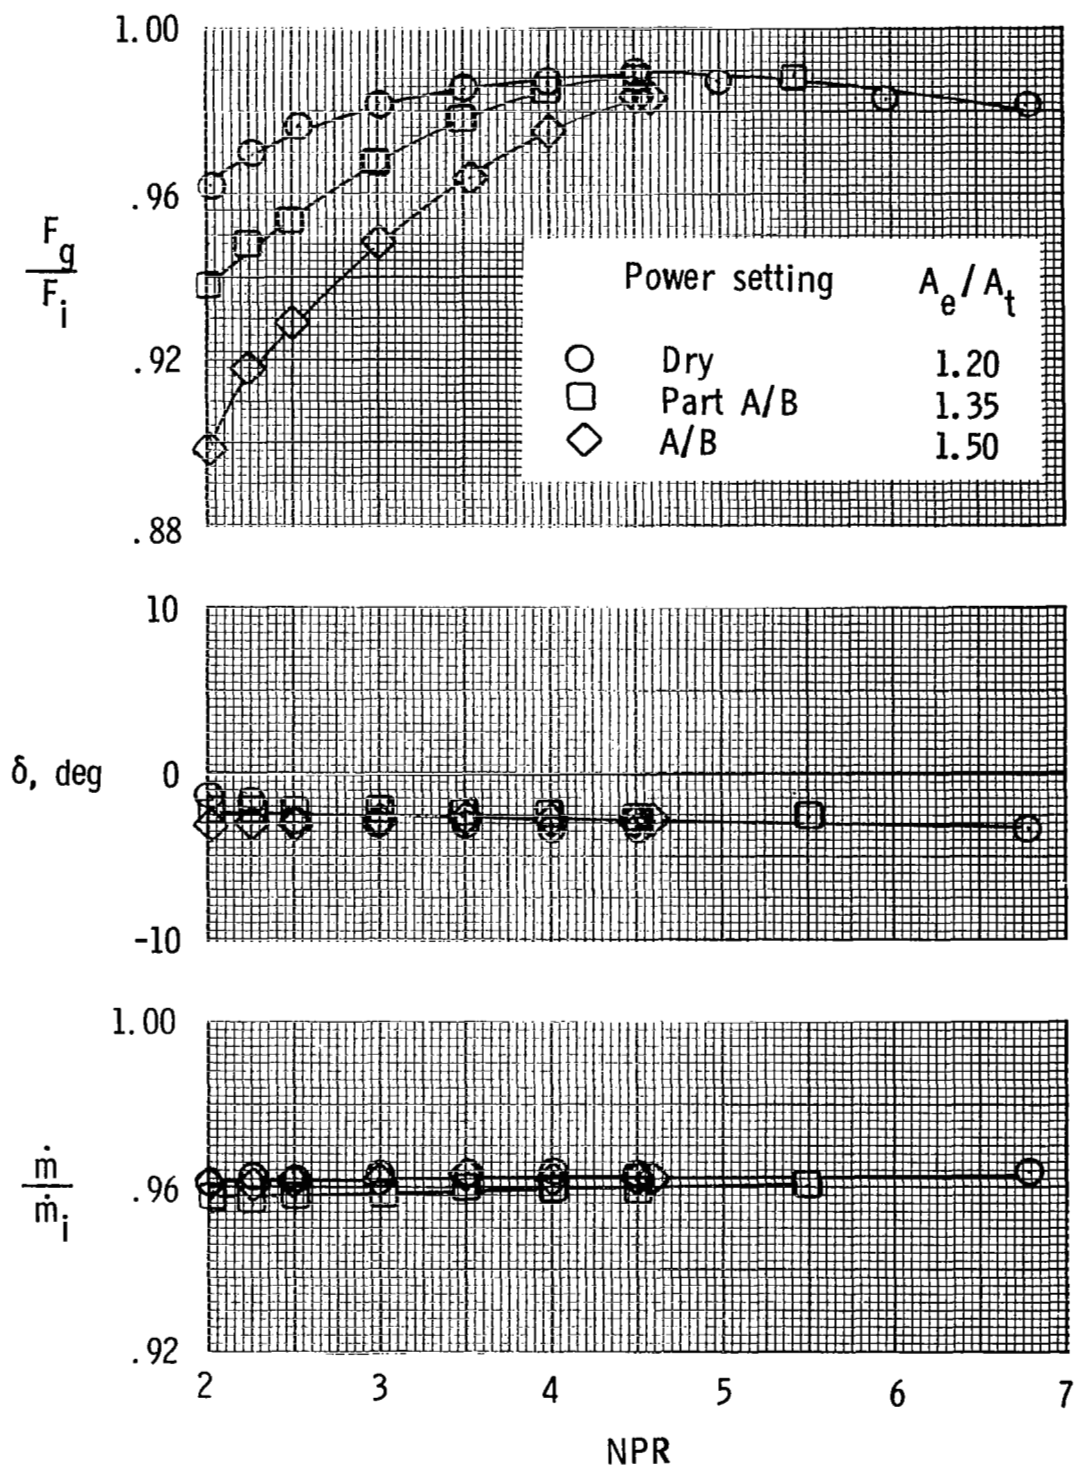 1.00
.96
F_g
F_i
.92
.88
Power setting A_e/A_t
Dry 1.20
Part A/B 1.35
A/B 1.50
10
δ, deg 0
-10
1.00
ṁ
ṁ_i
.96
.92
2 3 4 5 6 7
NPR